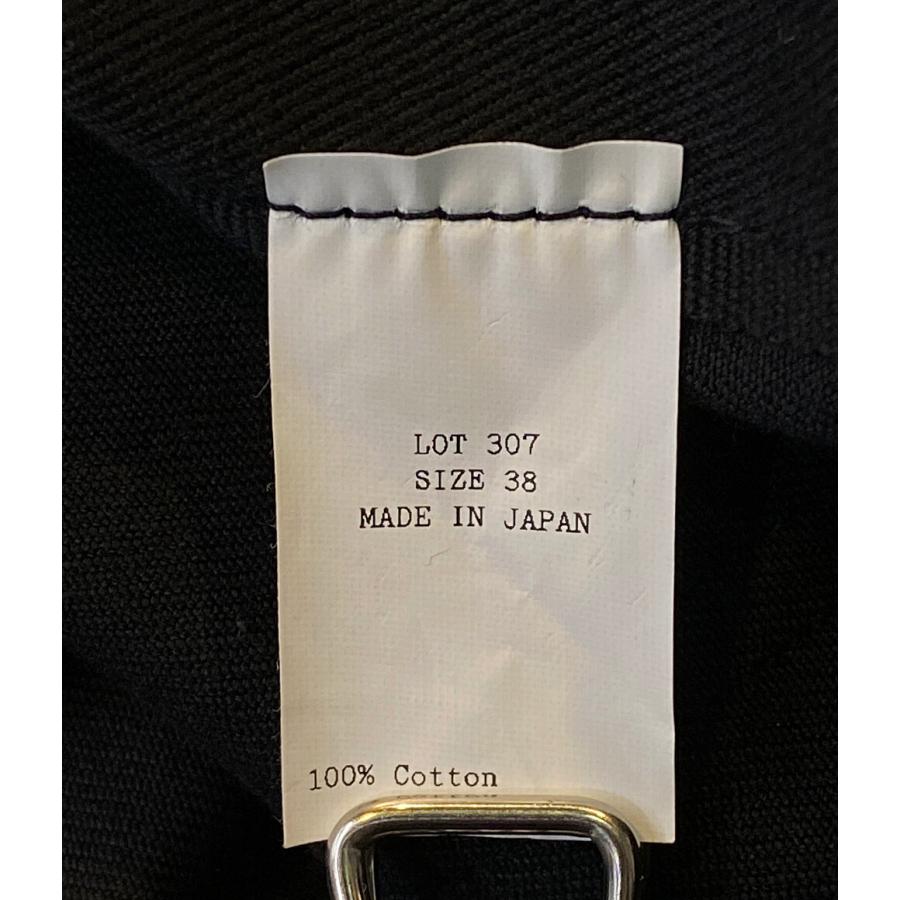 LOT 307
SIZE 38
MADE IN JAPAN
100% Cotton